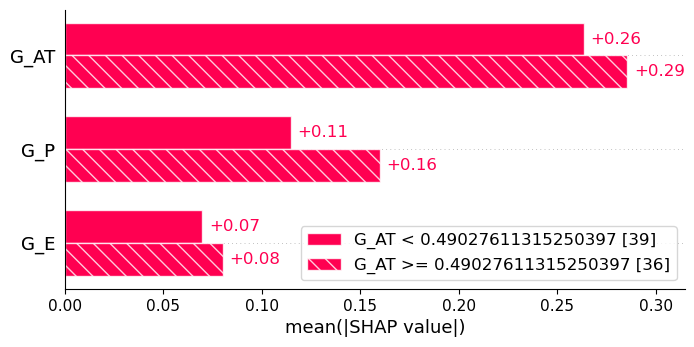 G_AT
+0.26
+0.29
G_P
+0.11
+0.16
G_E
+0.07
+0.08
G_AT < 0.49027611315250397 [39]
G_AT >= 0.49027611315250397 [36]
0.00 0.05 0.10 0.15 0.20 0.25 0.30
mean(|SHAP value|)